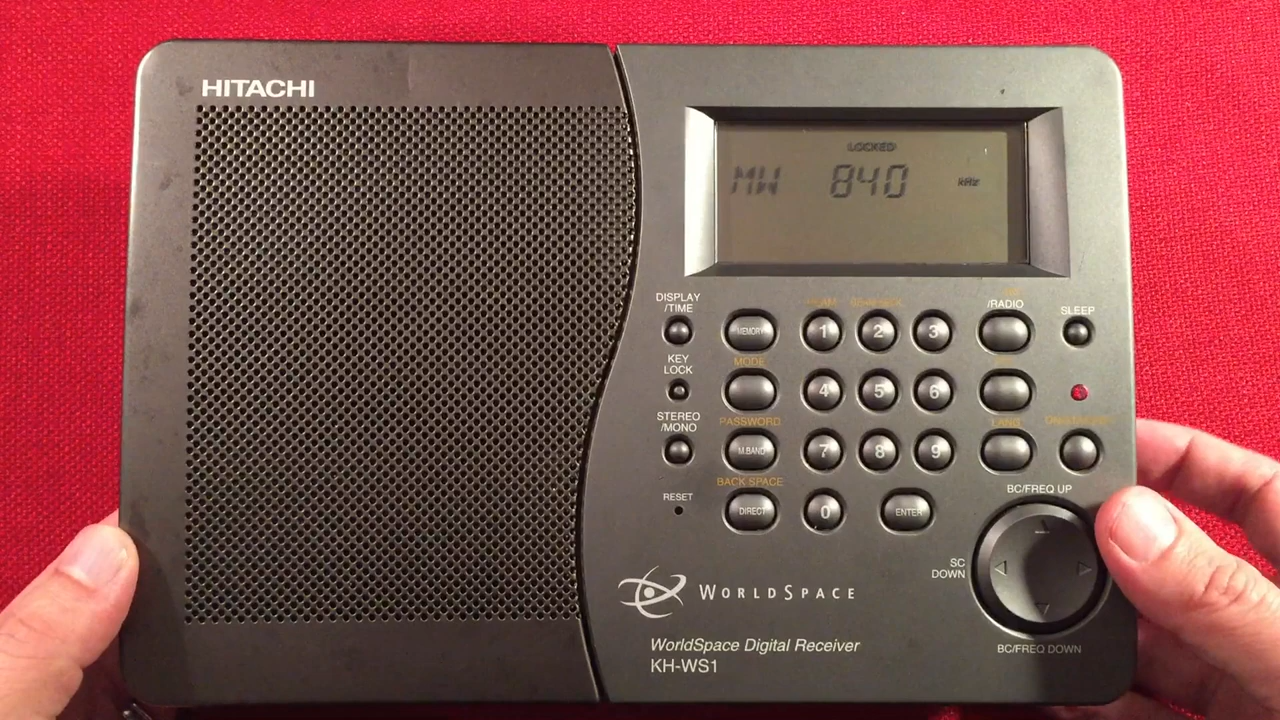 HITACHI
LOCKED
MW 840 kHz
DISPLAY
/TIME
MEMORY
1
2
3
/RADIO
SLEEP
KEY
LOCK
MODE
4
5
6
STEREO
/MONO
PASSWORD
M.BAND
7
8
9
LANG
RESET
BACK SPACE
DIRECT
0
ENTER
BC/FREQ UP
SC
DOWN
BC/FREQ DOWN
WORLDSPACE
WorldSpace Digital Receiver
KH-WS1